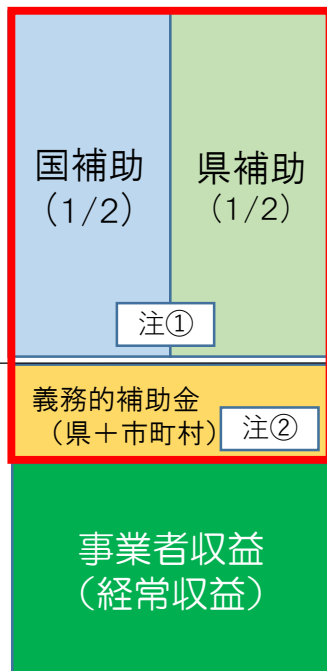 国補助
(1/2)
県補助
(1/2)
注①
義務的補助金
（県＋市町村）
注②
事業者収益
（経常収益）